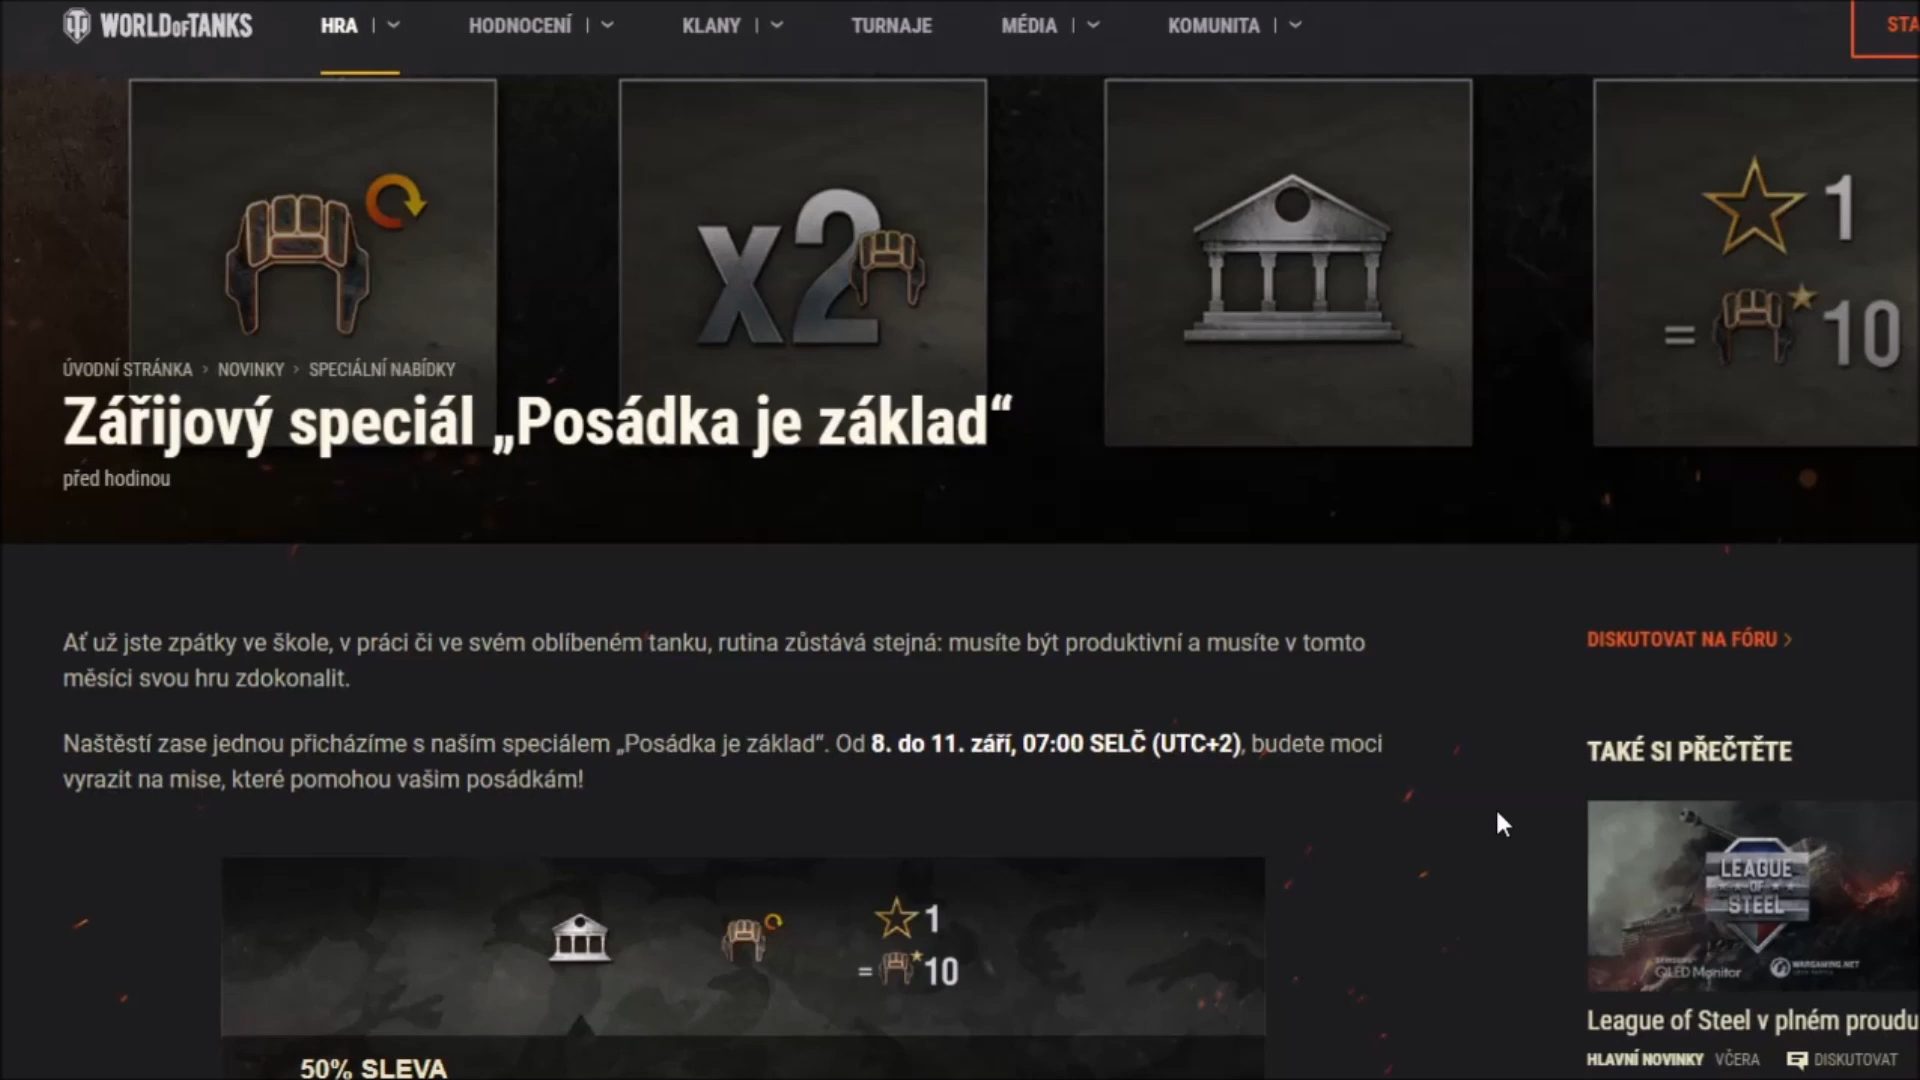 WORLD OF TANKS
HRA
HODNOCENÍ
KLANY
TURNAJE
MÉDIA
KOMUNITA
x2
1
= 10
ÚVODNÍ STRÁNKA › NOVINKY › SPECIÁLNÍ NABÍDKY
Zářijový speciál „Posádka je základ“
před hodinou
Ať už jste zpátky ve škole, v práci či ve svém oblíbeném tanku, rutina zůstává stejná: musíte být produktivní a musíte v tomto
měsíci svou hru zdokonalit.
Naštěstí zase jednou přicházíme s naším speciálem „Posádka je základ“. Od 8. do 11. září, 07:00 SELČ (UTC+2), budete moci
vyrazit na mise, které pomohou vašim posádkám!
1
= 10
50% SLEVA
DISKUTOVAT NA FÓRU
TAKÉ SI PŘEČTĚTE
LEAGUE
OF
STEEL
QLED Monitor
WARGAMING.NET
League of Steel v plném proudu
HLAVNÍ NOVINKY VČERA DISKUTOVAT